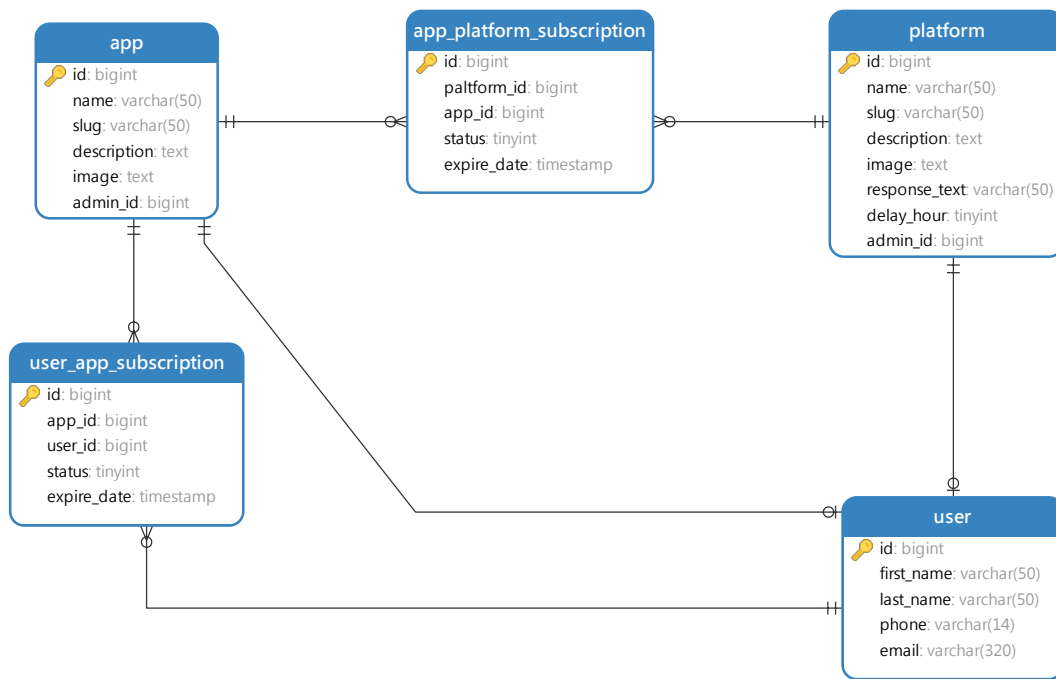 app
id: bigint
name: varchar(50)
slug: varchar(50)
description: text
image: text
admin_id: bigint
app_platform_subscription
id: bigint
paltform_id: bigint
app_id: bigint
status: tinyint
expire_date: timestamp
platform
id: bigint
name: varchar(50)
slug: varchar(50)
description: text
image: text
response_text: varchar(50)
delay_hour: tinyint
admin_id: bigint
user_app_subscription
id: bigint
app_id: bigint
user_id: bigint
status: tinyint
expire_date: timestamp
user
id: bigint
first_name: varchar(50)
last_name: varchar(50)
phone: varchar(14)
email: varchar(320)